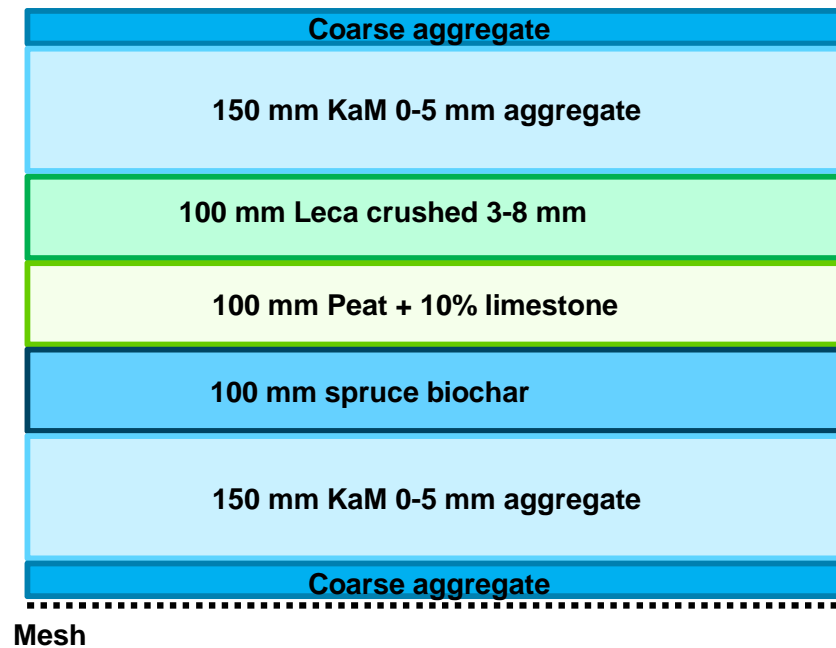 Coarse aggregate
150 mm KaM 0-5 mm aggregate
100 mm Leca crushed 3-8 mm
100 mm Peat + 10% limestone
100 mm spruce biochar
150 mm KaM 0-5 mm aggregate
Coarse aggregate
Mesh